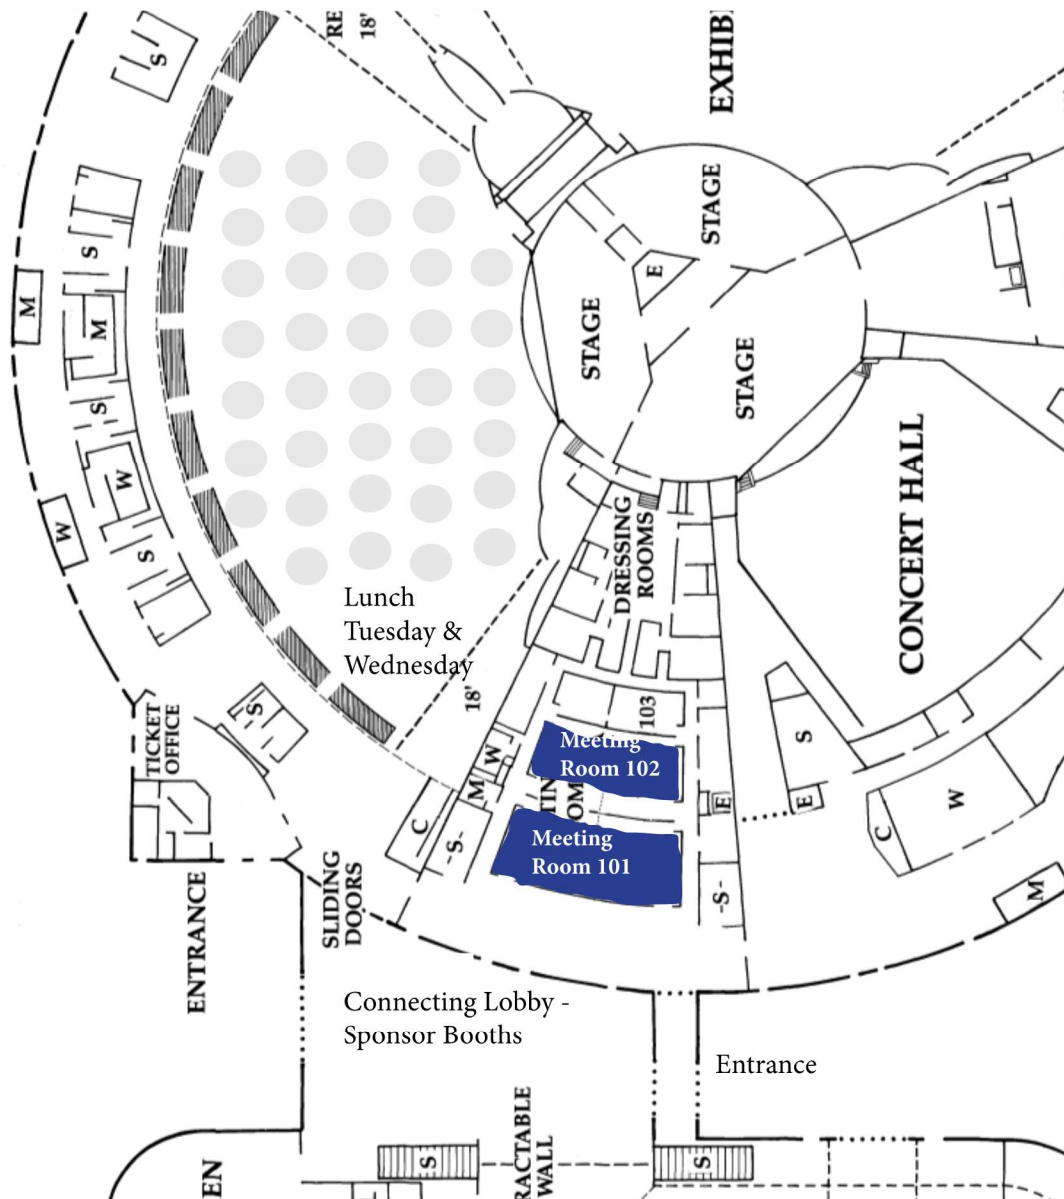 RE
18'
EXHIB
S
STAGE
S
E
M
M
STAGE
STAGE
S
W
CONCERT HALL
W
S
DRESSING
ROOMS
Lunch
Tuesday &
Wednesday
18'
S
103
TICKET
OFFICE
Meeting
Room 102
W
S
M
E
E
W
C
C
-S-
Meeting
Room 101
SLIDING
DOORS
-S-
M
ENTRANCE
Connecting Lobby -
Sponsor Booths
Entrance
RACTABLE
WALL
S
S
EN